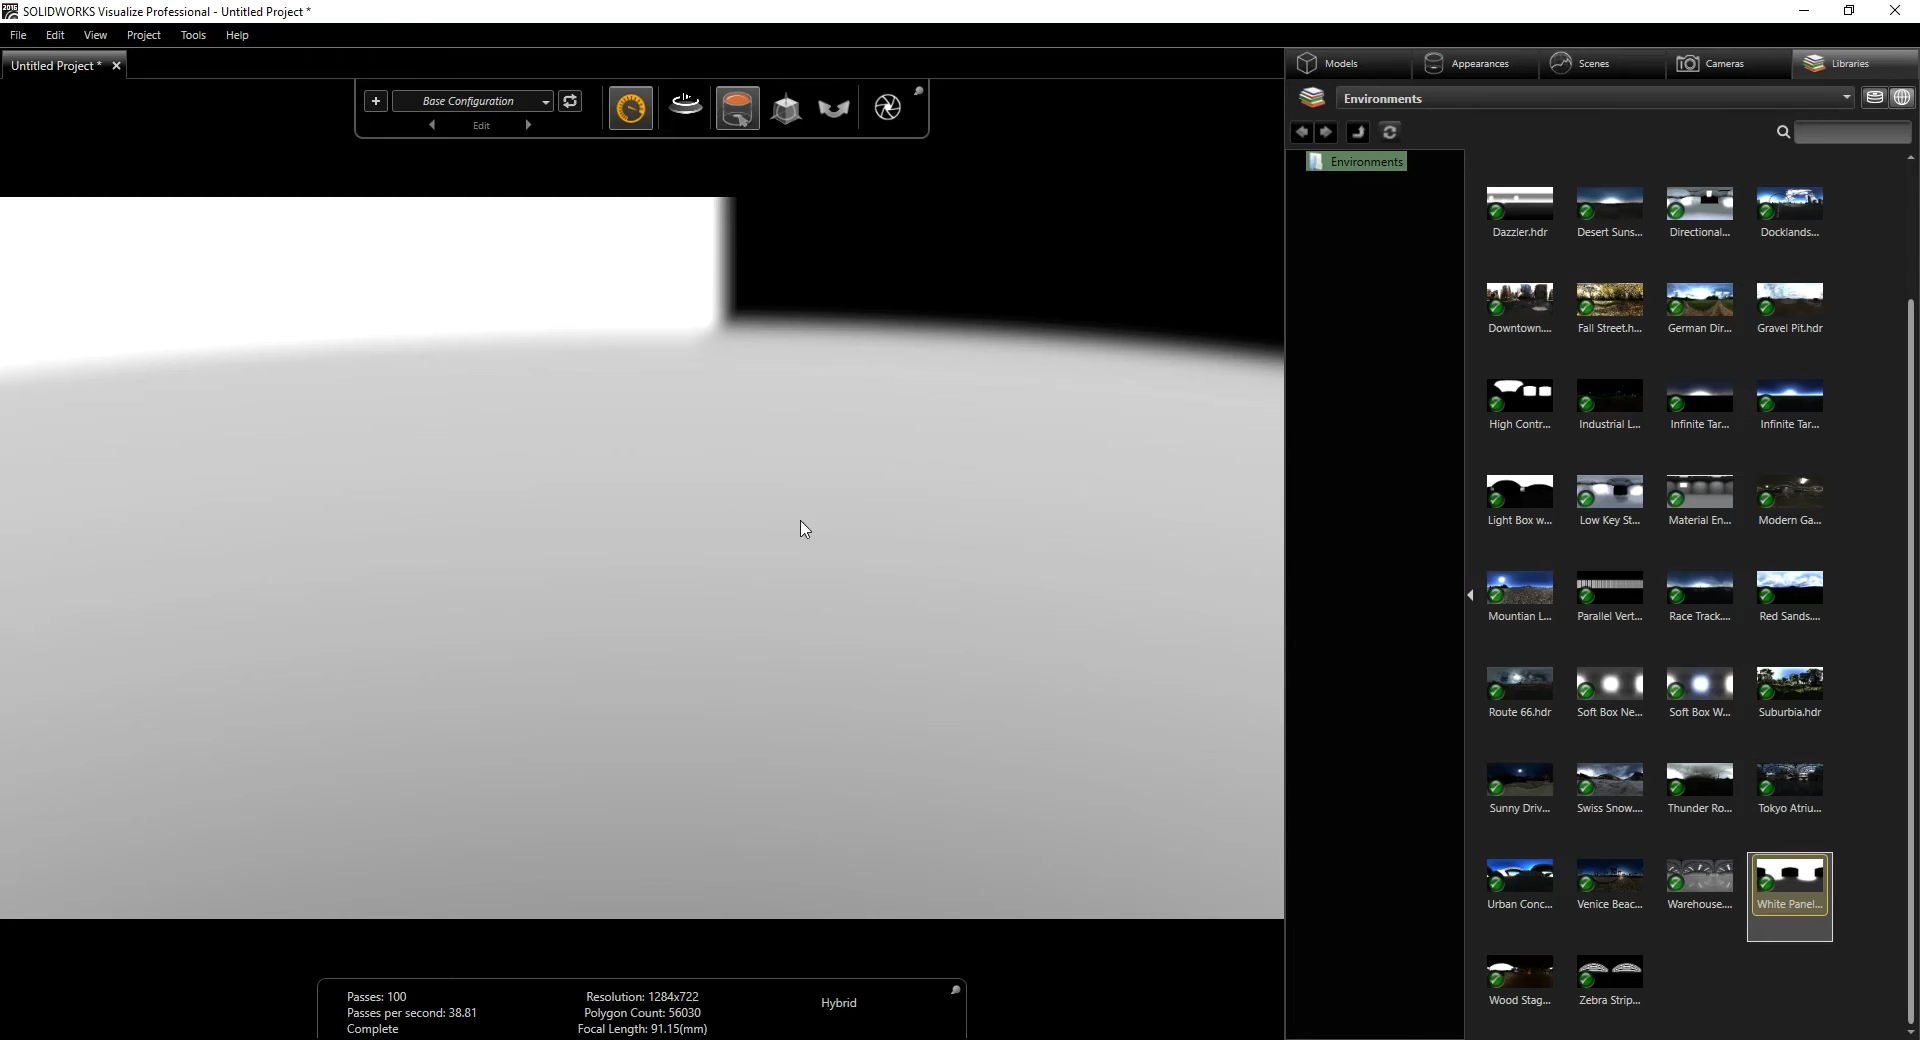 SOLIDWORKS Visualize Professional - Untitled Project *
File Edit View Project Tools Help
Untitled Project *
Models Appearances Scenes Cameras Libraries
Base Configuration
Edit
Environments
Environments
Dazzler.hdr Desert Suns... Directional... Docklands...
Downtown.... Fall Street.h... German Dir... Gravel Pit.hdr
High Contr... Industrial L... Infinite Tar... Infinite Tar...
Light Box w... Low Key St... Material En... Modern Ga...
Mountian L... Parallel Vert... Race Track.... Red Sands....
Route 66.hdr Soft Box Ne... Soft Box W... Suburbia.hdr
Sunny Driv... Swiss Snow.... Thunder Ro... Tokyo Atriu...
Urban Conc... Venice Beac... Warehouse.... White Panel...
Wood Stag... Zebra Strip...
Passes: 100
Passes per second: 38.81
Complete
Resolution: 1284x722
Polygon Count: 56030
Focal Length: 91.15(mm)
Hybrid